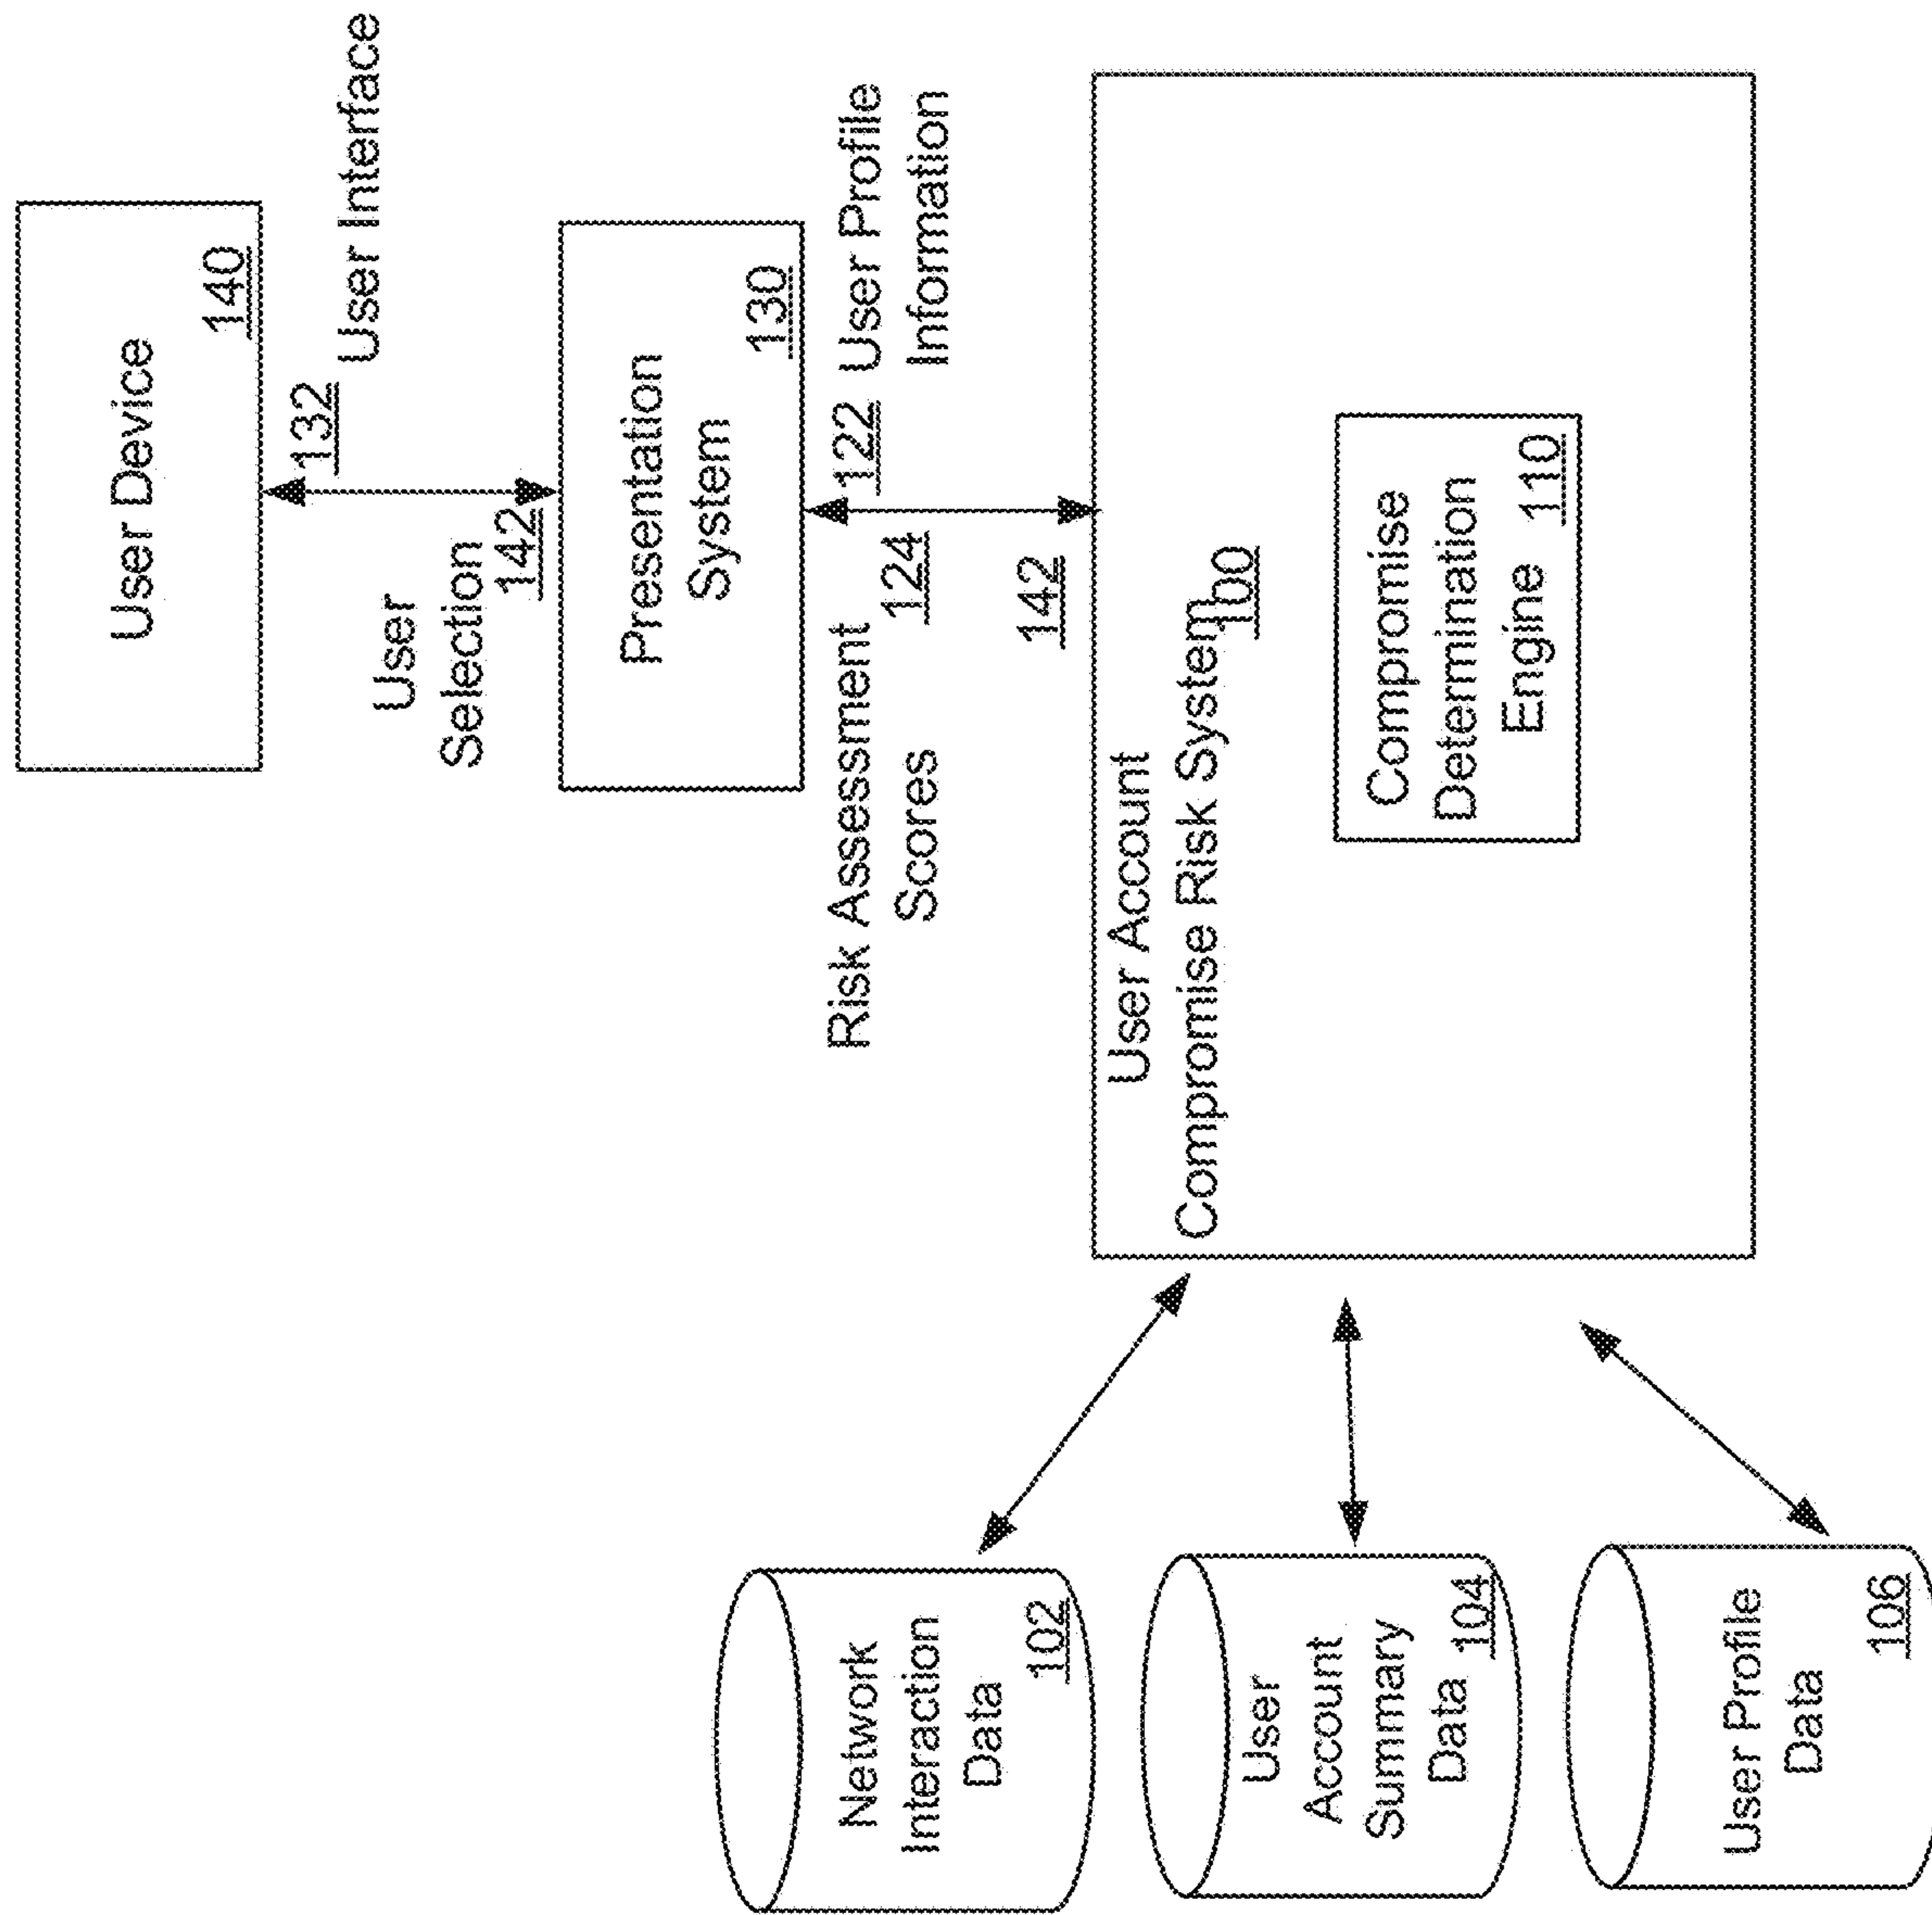 User Device
140
132
User Interface
User
Selection
142
Presentation
System
130
122 User Profile
Information
Risk Assessment
Scores
124
142
User Account
Compromise Risk System
100
Compromise
Determination
Engine 110
Network
Interaction
Data
102
User
Account
Summary
Data 104
User Profile
Data
106